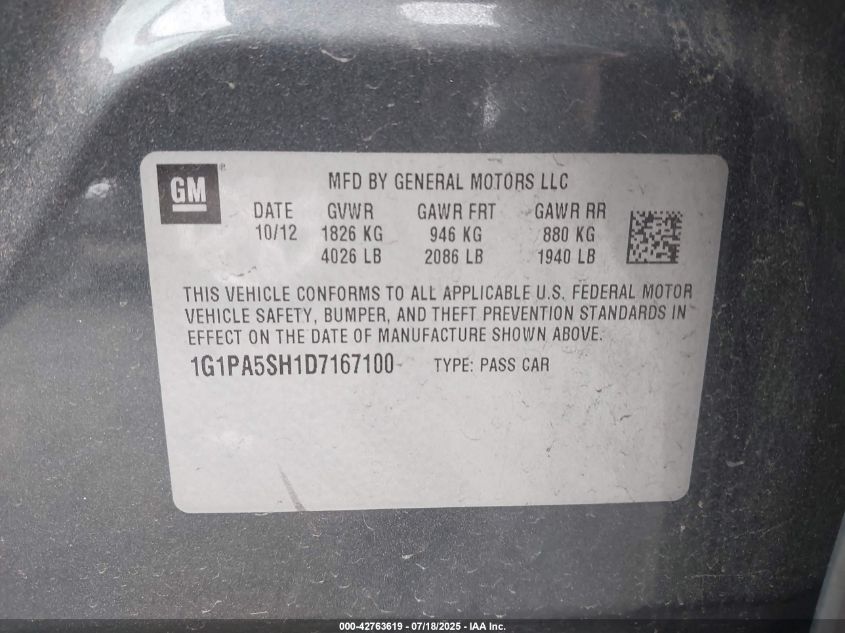 GM®
MFD BY GENERAL MOTORS LLC
DATE GVWR GAWR FRT GAWR RR
10/12 1826 KG 946 KG 880 KG
4026 LB 2086 LB 1940 LB
THIS VEHICLE CONFORMS TO ALL APPLICABLE U.S. FEDERAL MOTOR
VEHICLE SAFETY, BUMPER, AND THEFT PREVENTION STANDARDS IN
EFFECT ON THE DATE OF MANUFACTURE SHOWN ABOVE.
1G1PA5SH1D7167100 TYPE: PASS CAR
000-42763619 - 07/18/2025 - IAA Inc.